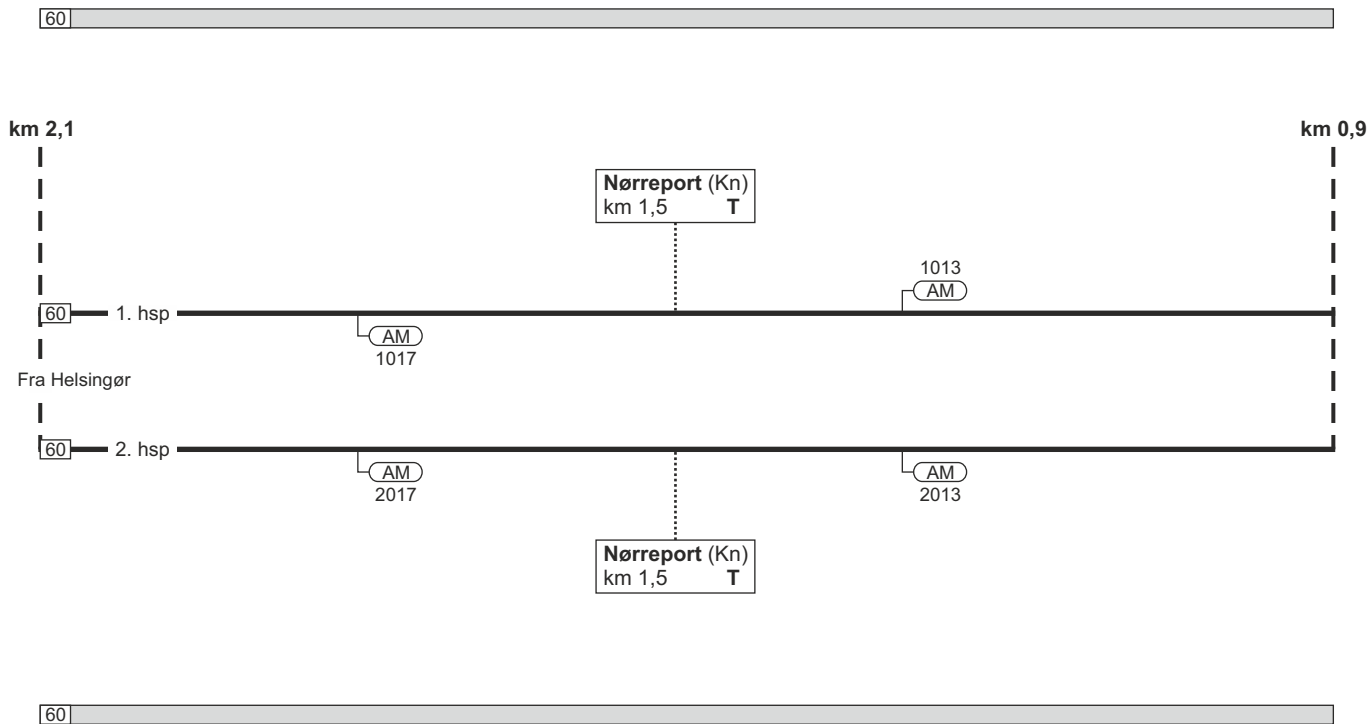 60
km 2,1
km 0,9
Nørreport (Kn)
km 1,5 T
1013
AM
60
1. hsp
AM
1017
Fra Helsingør
60
2. hsp
AM
2017
AM
2013
Nørreport (Kn)
km 1,5 T
60